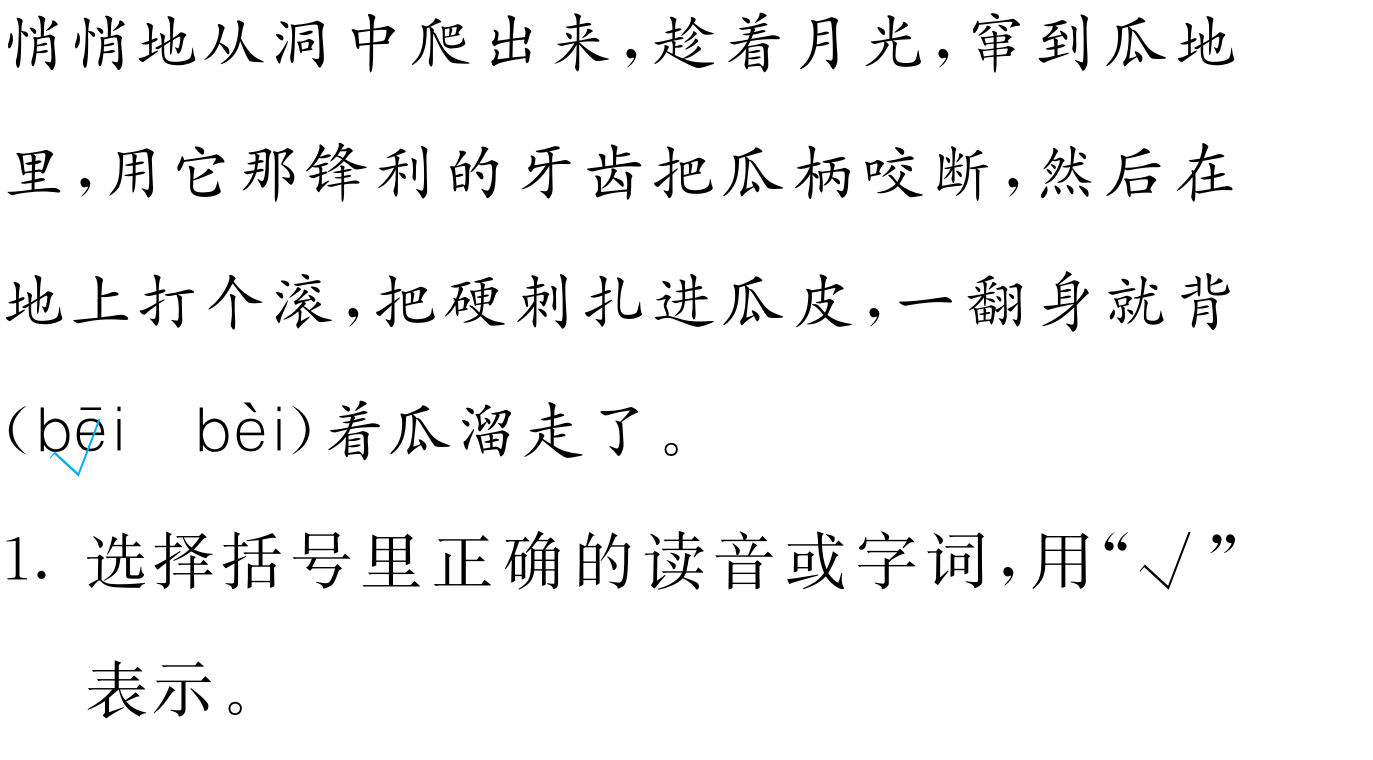 悄悄地从洞中爬出来,趁着月光,窜到瓜地
里,用它那锋利的牙齿把瓜柄咬断,然后在
地上打个滚,把硬刺扎进瓜皮,一翻身就背
(bēi bèi)着瓜溜走了。
1. 选择括号里正确的读音或字词,用“√”
表示。